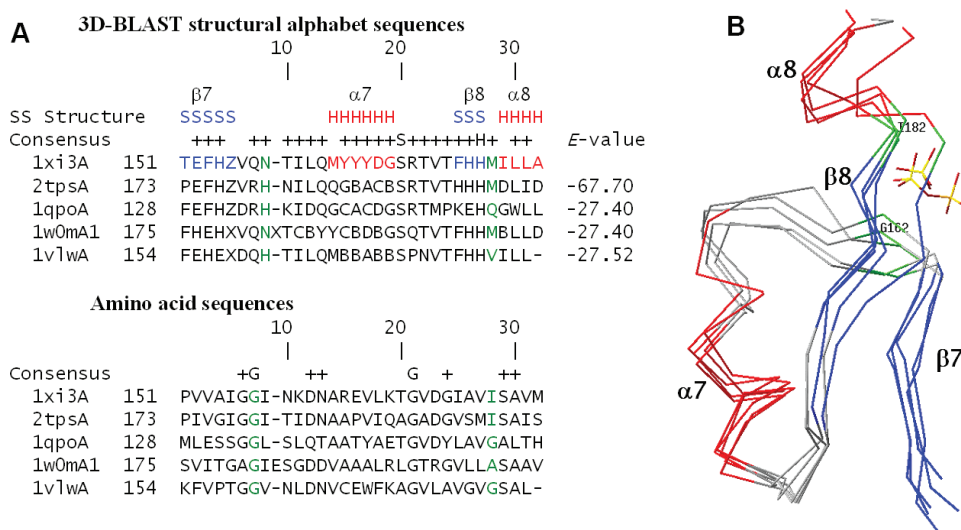 A
3D-BLAST structural alphabet sequences
10 20 30
β7 α7 β8 α8
SS Structure SSSSS HHHHHH SSS HHHH
Consensus +++ ++ ++++ ++++++S+++++++H+ ++ E-value
1xi3A 151 TEFHZVQN-TILQMYYYDGSRTVTFHHMILLA
2tpsA 173 PEFHZVRH-NILQQGBACBSRTVTHHHMDLID -67.70
1qpoA 128 FEFHZDRH-KIDQGCACDGSRTMPKEHQGWLL -27.40
1w0mA1 175 FHEHXVQNXTCBYYCBDBGSQTVTFHHMBLLD -27.40
1vlwA 154 FEHEXDQH-TILQMBBABBSPNVTFHHVILL- -27.52
Amino acid sequences
10 20 30
Consensus +G ++ G + ++
1xi3A 151 PVVAIGGI-NKDNAREVLKTGVDGIAVISAVM
2tpsA 173 PIVGIGGI-TIDNAAPVIQAGADGVSMISAIS
1qpoA 128 MLESSGGL-SLQTAATYAETGVDYLAVGALTH
1w0mA1 175 SVITGAGIESGDDVAAALRLGTRGVLLASAAV
1vlwA 154 KFVPTGGV-NLDNVCEWFKAGVLAVGVGSAL-
B
α8
T182
β8
G162
β7
α7